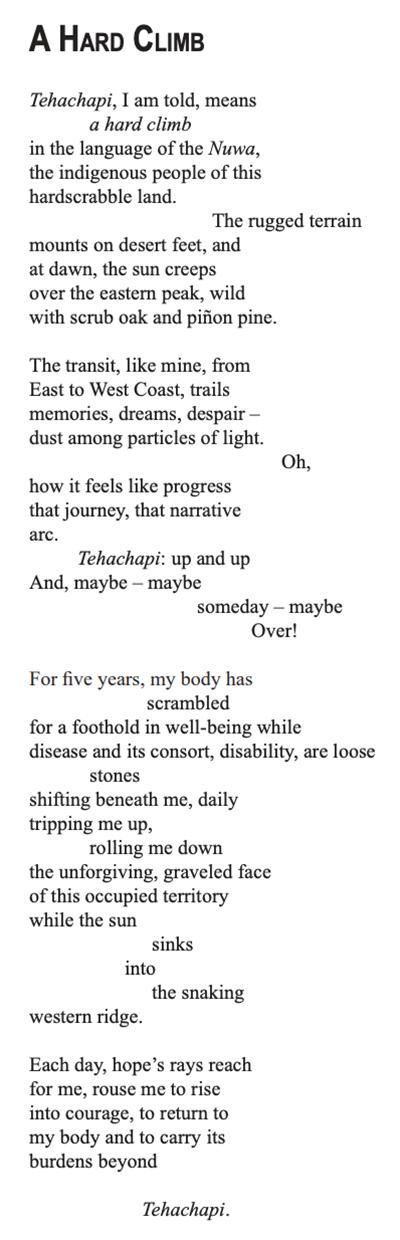 A HARD CLIMB
Tehachapi, I am told, means
a hard climb
in the language of the Nuwa,
the indigenous people of this
hardscrabble land.
The rugged terrain
mounts on desert feet, and
at dawn, the sun creeps
over the eastern peak, wild
with scrub oak and piñon pine.
The transit, like mine, from
East to West Coast, trails
memories, dreams, despair –
dust among particles of light.
Oh,
how it feels like progress
that journey, that narrative
arc.
Tehachapi: up and up
And, maybe – maybe
someday – maybe
Over!
For five years, my body has
scrambled
for a foothold in well-being while
disease and its consort, disability, are loose
stones
shifting beneath me, daily
tripping me up,
rolling me down
the unforgiving, graveled face
of this occupied territory
while the sun
sinks
into
the snaking
western ridge.
Each day, hope’s rays reach
for me, rouse me to rise
into courage, to return to
my body and to carry its
burdens beyond
Tehachapi.